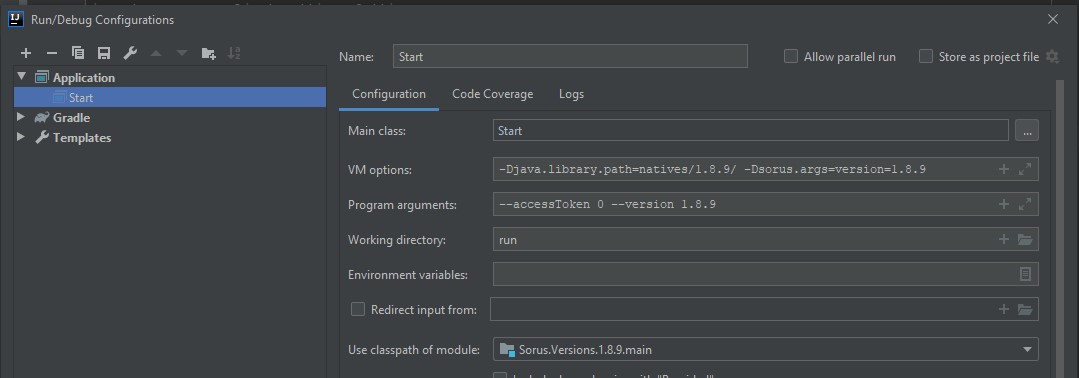 IJ
Run/Debug Configurations
Name: Start Allow parallel run Store as project file
Application
Start
Gradle
Templates
Configuration Code Coverage Logs
Main class: Start ...
VM options: -Djava.library.path=natives/1.8.9/ -Dsorus.args=version=1.8.9
Program arguments: --accessToken 0 --version 1.8.9
Working directory: run
Environment variables:
Redirect input from:
Use classpath of module: Sorus.Versions.1.8.9.main